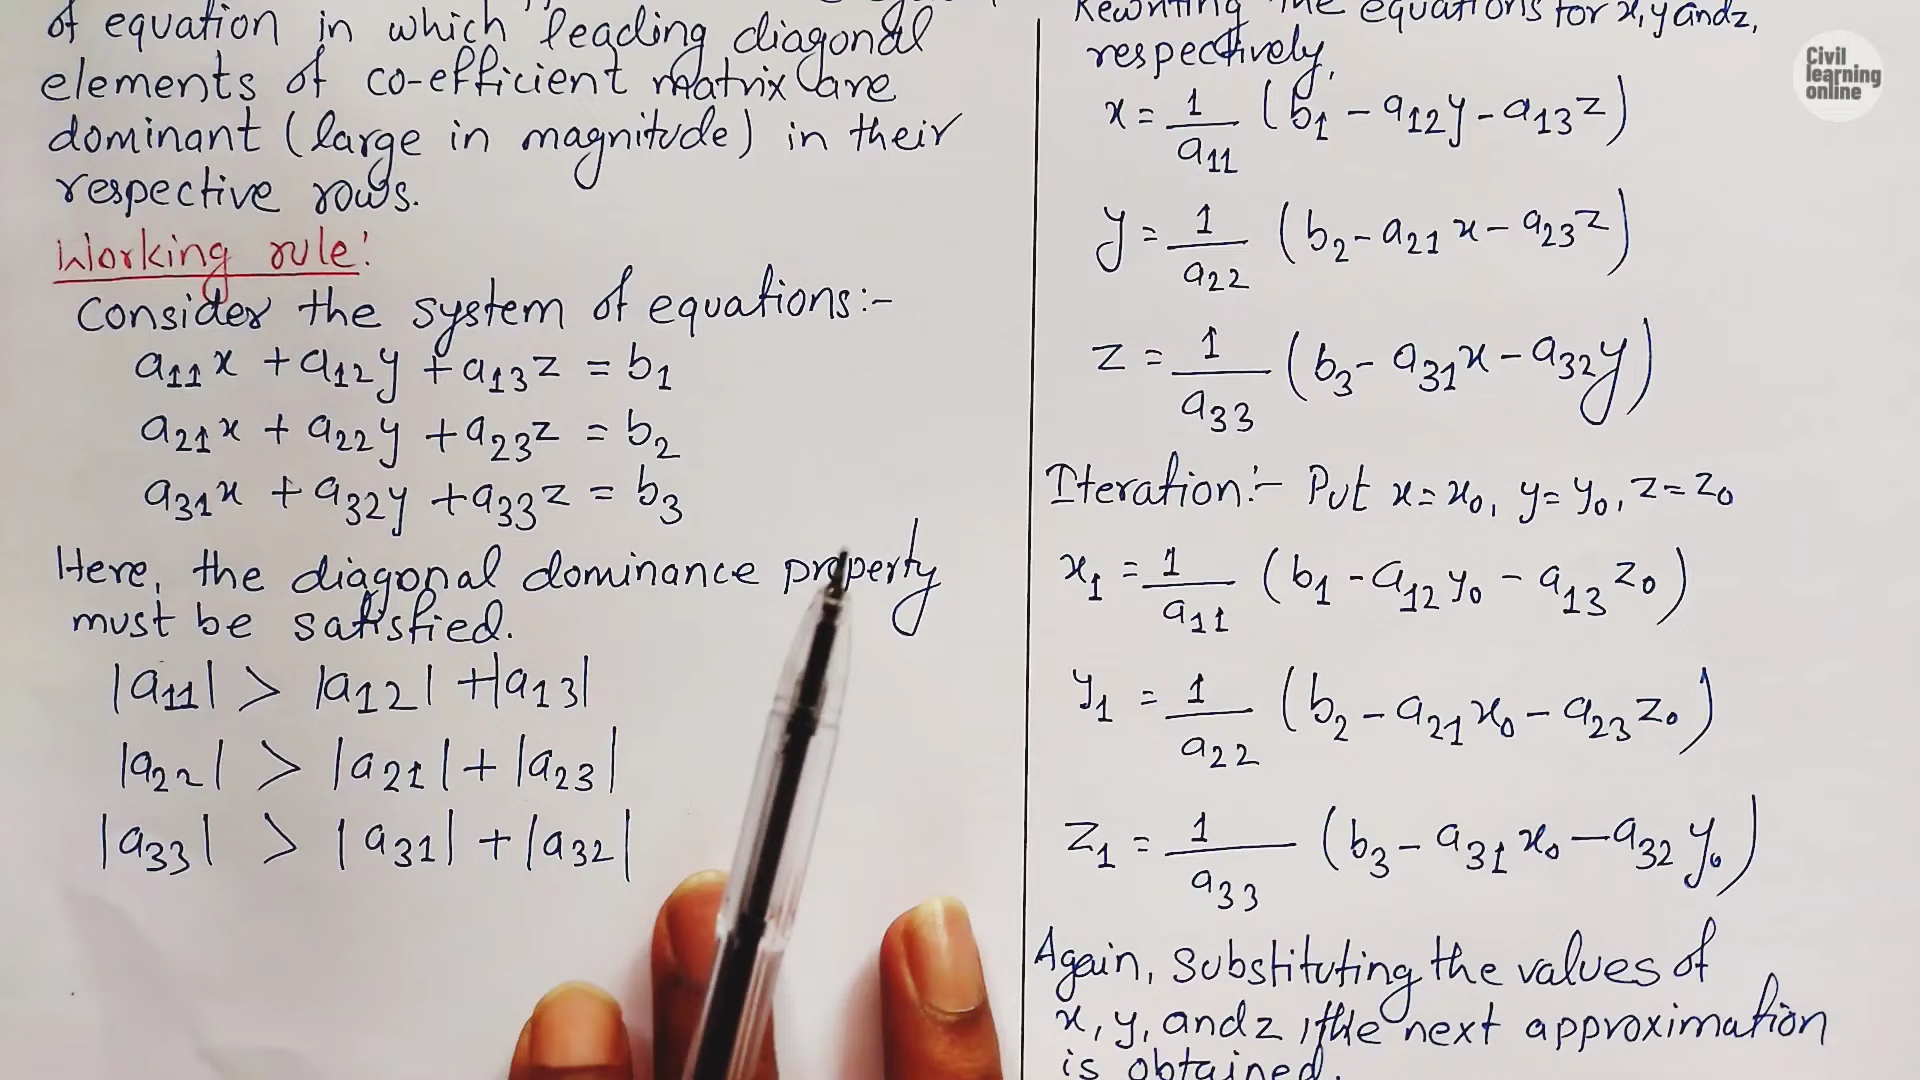 of equation in which leading diagonal
elements of co-efficient matrix are
dominant (large in magnitude) in their
respective rows.
Working rule:
Consider the system of equations:-
a11x + a12y + a13z = b1
a21x + a22y + a23z = b2
a31x + a32y + a33z = b3
Here, the diagonal dominance property
must be satisfied.
|a11| > |a12| + |a13|
|a22| > |a21| + |a23|
|a33| > |a31| + |a32|
Rewriting the equations for x, y and z,
respectively,
x = 1/a11 (b1 - a12y - a13z)
y = 1/a22 (b2 - a21x - a23z)
z = 1/a33 (b3 - a31x - a32y)
Iteration:- Put x = x0, y = y0, z = z0
x1 = 1/a11 (b1 - a12y0 - a13z0)
y1 = 1/a22 (b2 - a21x0 - a23z0)
z1 = 1/a33 (b3 - a31x0 - a32y0)
Again, substituting the values of
x, y, and z, the next approximation
is obtained.
Civil
learning
online